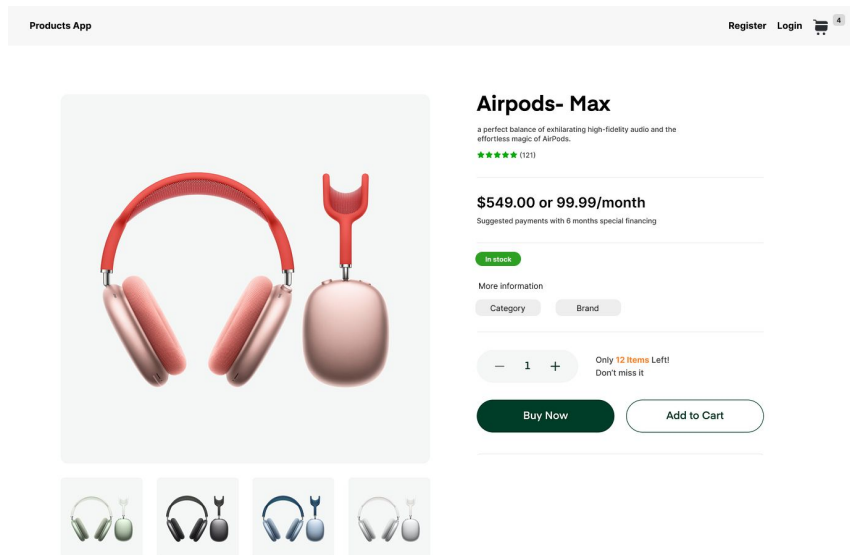 Products App
Register Login 4
Airpods- Max
a perfect balance of exhilarating high-fidelity audio and the
effortless magic of AirPods.
(121)
$549.00 or 99.99/month
Suggested payments with 6 months special financing
In stock
More information
Category Brand
1
Only 12 Items Left!
Don't miss it
Buy Now Add to Cart